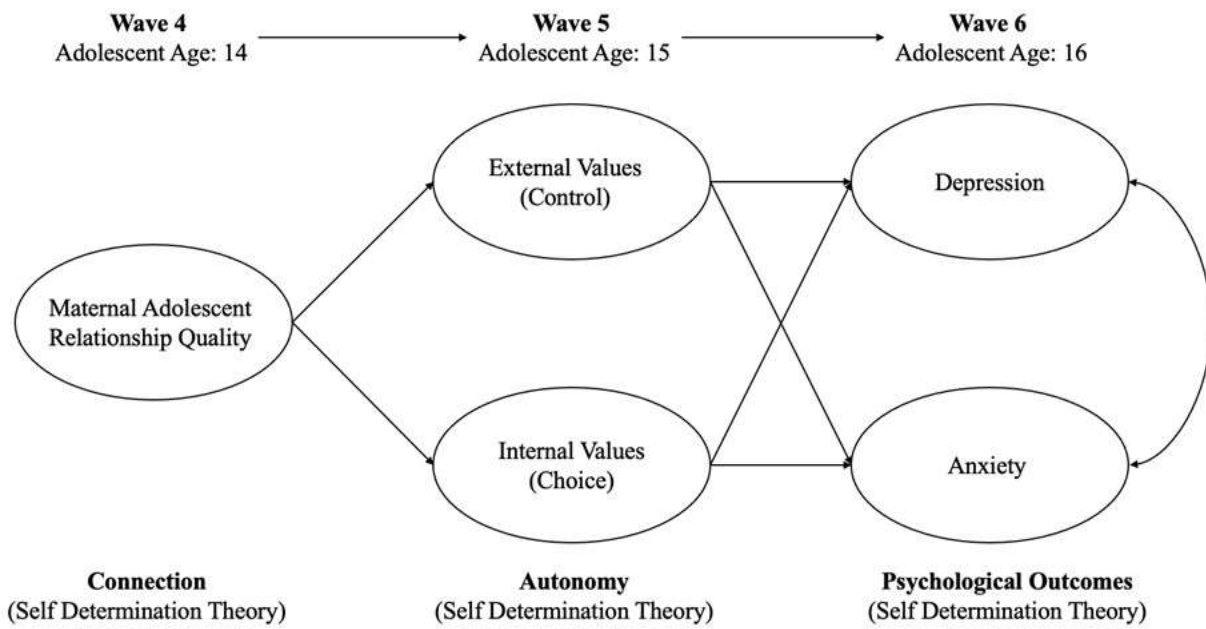 Wave 4
Adolescent Age: 14
Wave 5
Adolescent Age: 15
Wave 6
Adolescent Age: 16
External Values
(Control)
Depression
Maternal Adolescent
Relationship Quality
Internal Values
(Choice)
Anxiety
Connection
(Self Determination Theory)
Autonomy
(Self Determination Theory)
Psychological Outcomes
(Self Determination Theory)